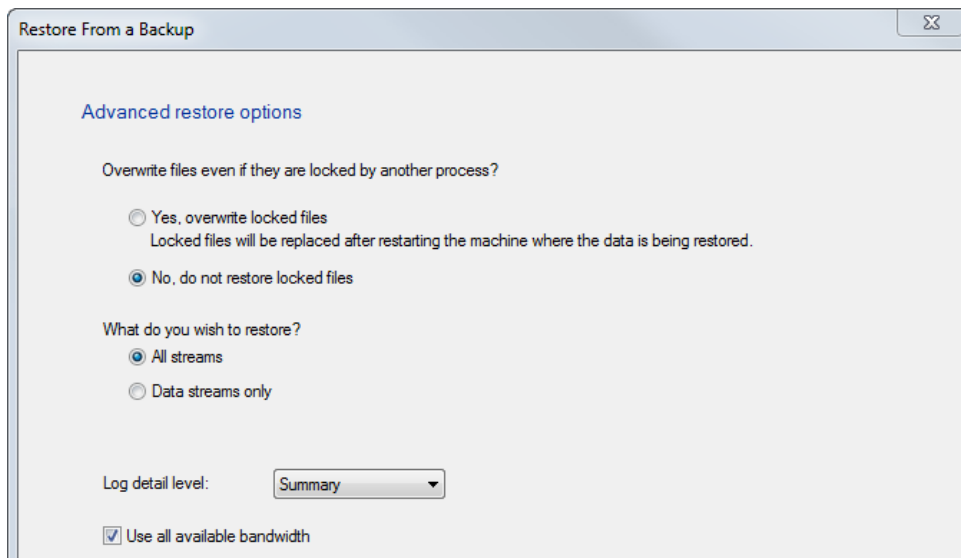 Restore From a Backup
Advanced restore options
Overwrite files even if they are locked by another process?
Yes, overwrite locked files
Locked files will be replaced after restarting the machine where the data is being restored.
No, do not restore locked files
What do you wish to restore?
All streams
Data streams only
Log detail level: Summary
Use all available bandwidth